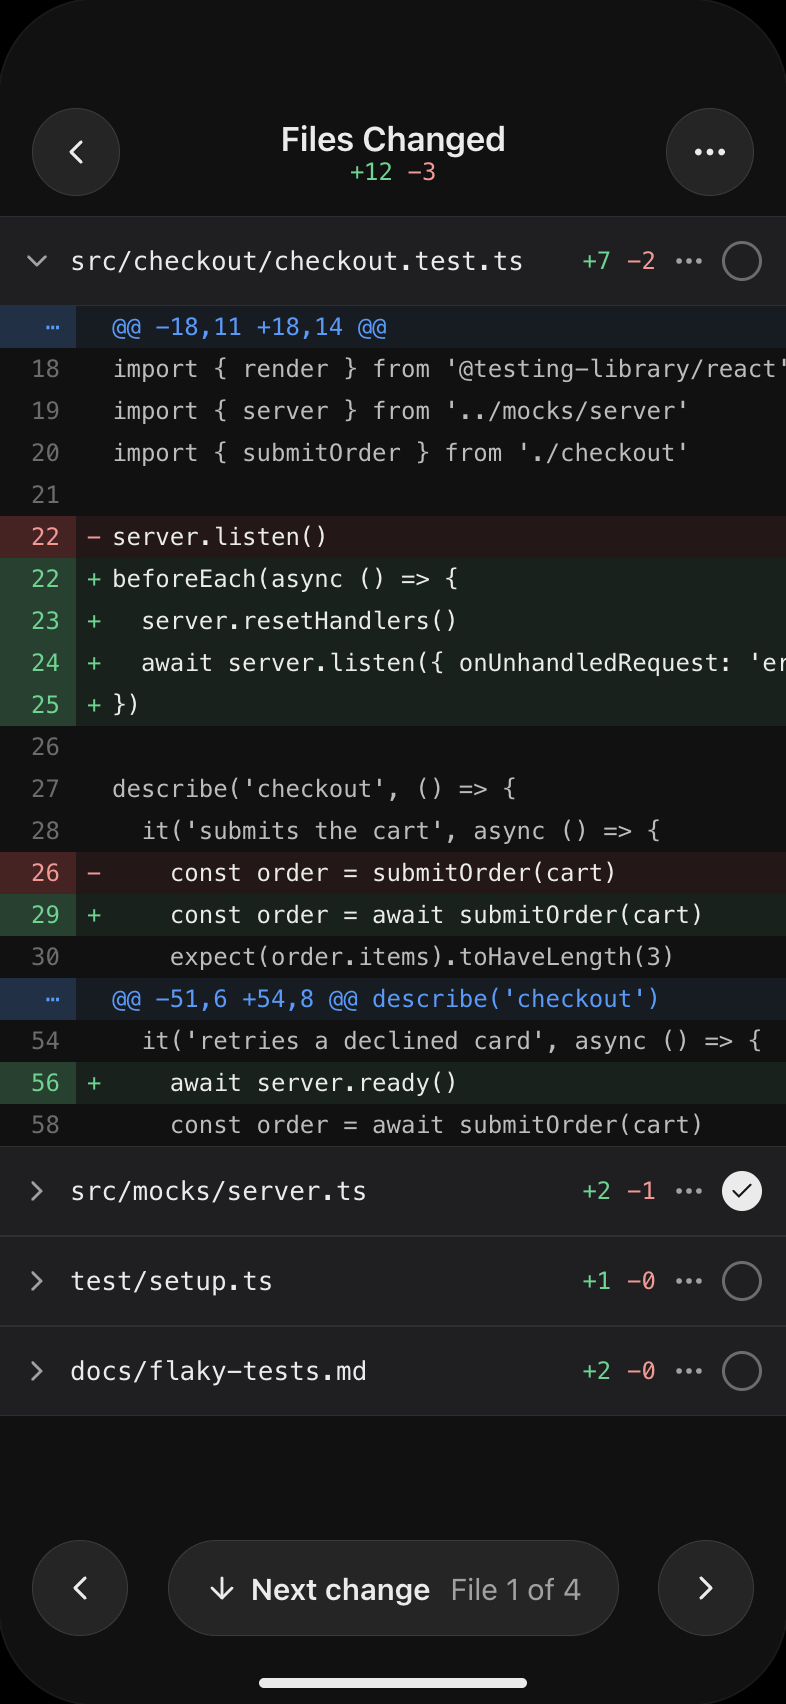 Files Changed
+12 −3
src/checkout/checkout.test.ts +7 −2 •••
⋯ @@ −18,11 +18,14 @@
18 import { render } from '@testing-library/react'
19 import { server } from '../mocks/server'
20 import { submitOrder } from './checkout'
21
22 − server.listen()
22 + beforeEach(async () => {
23 +   server.resetHandlers()
24 +   await server.listen({ onUnhandledRequest: 'er
25 + })
26
27 describe('checkout', () => {
28   it('submits the cart', async () => {
26 −     const order = submitOrder(cart)
29 +     const order = await submitOrder(cart)
30     expect(order.items).toHaveLength(3)
⋯ @@ −51,6 +54,8 @@ describe('checkout')
54   it('retries a declined card', async () => {
56 +     await server.ready()
58     const order = await submitOrder(cart)
src/mocks/server.ts +2 −1 •••
test/setup.ts +1 −0 •••
docs/flaky-tests.md +2 −0 •••
↓ Next change File 1 of 4